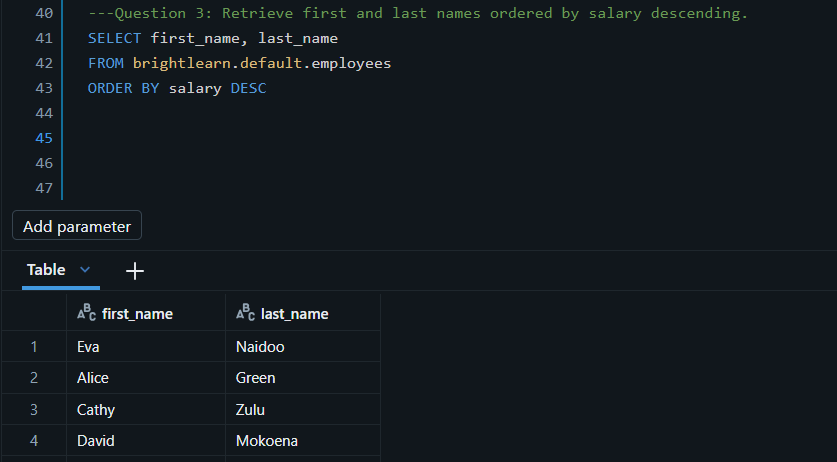 40 ---Question 3: Retrieve first and last names ordered by salary descending.
41 SELECT first_name, last_name
42 FROM brightlearn.default.employees
43 ORDER BY salary DESC
44
45
46
47
Add parameter
Table +
ABC first_name ABC last_name
1 Eva Naidoo
2 Alice Green
3 Cathy Zulu
4 David Mokoena